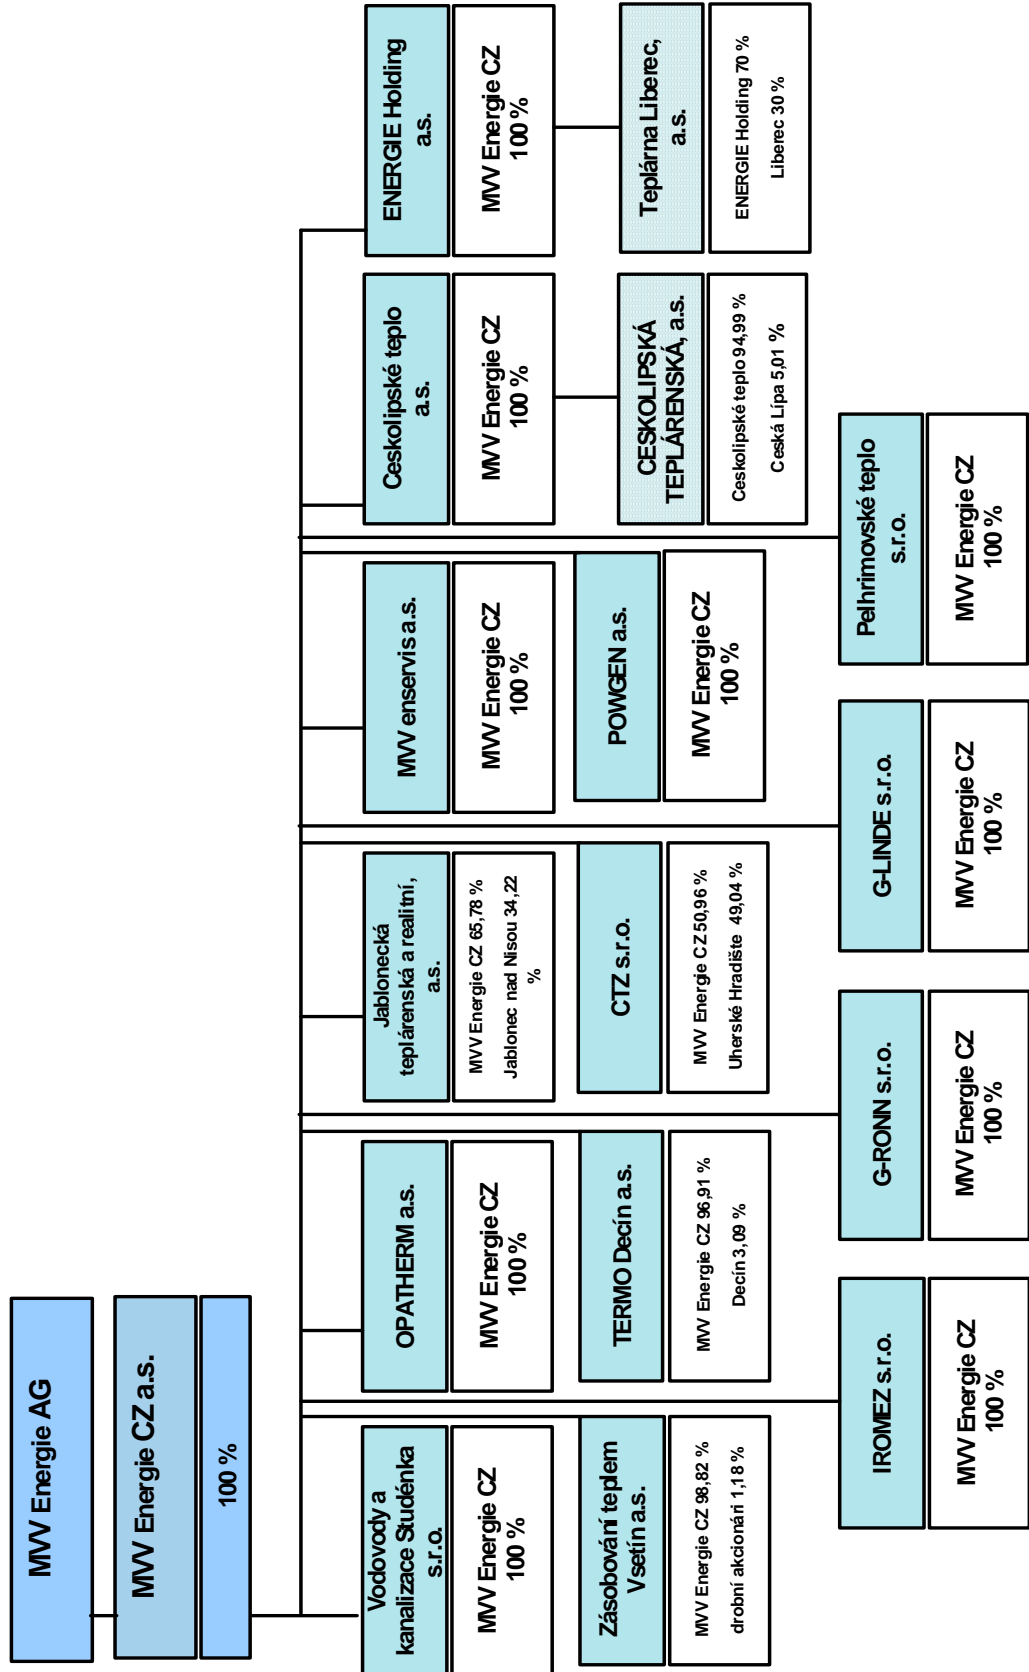 MVV Energie AG
MVV Energie CZ a.s.
100 %
Vodovody a
kanalizace Studénka
s.r.o.
MVV Energie CZ
100 %
OPATHERM a.s.
MVV Energie CZ
100 %
Jablonecká
teplárenská a realitní,
a.s.
MVV Energie CZ 65,78 %
Jablonec nad Nisou 34,22
%
MVV enservis a.s.
MVV Energie CZ
100 %
Ceskolipské teplo
a.s.
MVV Energie CZ
100 %
ENERGIE Holding
a.s.
MVV Energie CZ
100 %
Zásobování teplem
Vsetín a.s.
MVV Energie CZ 98,82 %
drobní akcionári 1,18 %
TERMO Decín a.s.
MVV Energie CZ 96,91 %
Decín 3,09 %
CTZ s.r.o.
MVV Energie CZ 50,96 %
Uherské Hradište 49,04 %
POWGEN a.s.
MVV Energie CZ
100 %
CESKOLIPSKÁ
TEPLÁRENSKÁ, a.s.
Ceskolipské teplo 94,99 %
Ceská Lípa 5,01 %
Teplárna Liberec,
a.s.
ENERGIE Holding 70 %
Liberec 30 %
IROMEZ s.r.o.
MVV Energie CZ
100 %
G-RONN s.r.o.
MVV Energie CZ
100 %
G-LINDE s.r.o.
MVV Energie CZ
100 %
Pelhrimovské teplo
s.r.o.
MVV Energie CZ
100 %